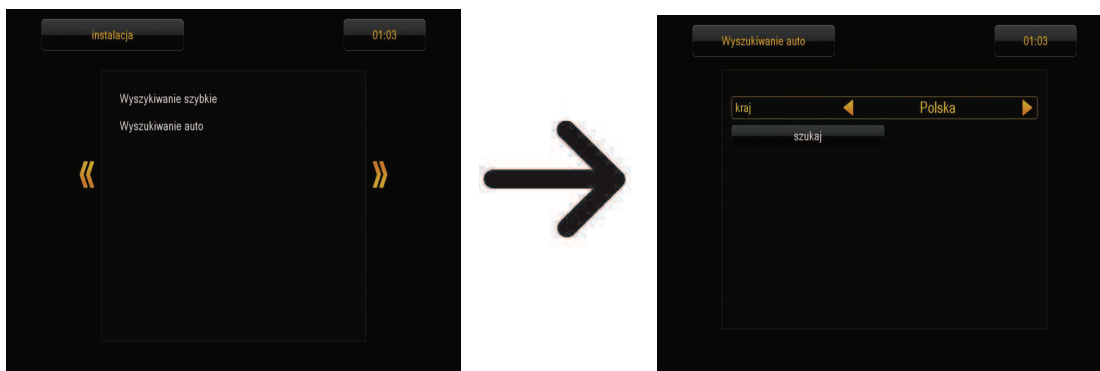 instalacja
01:03
Wyszykiwanie szybkie
Wyszukiwanie auto
Wyszukiwanie auto
01:03
kraj
Polska
szukaj